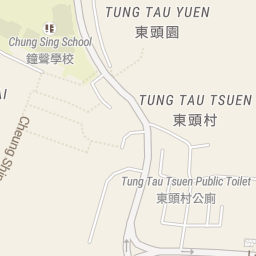 TUNG TAU YUEN
東頭園
Chung Sing School
鐘聲學校
TUNG TAU TSUEN
東頭村
AI
Cheung Shun
Tung Tau Tsuen Public Toilet
東頭村公廁